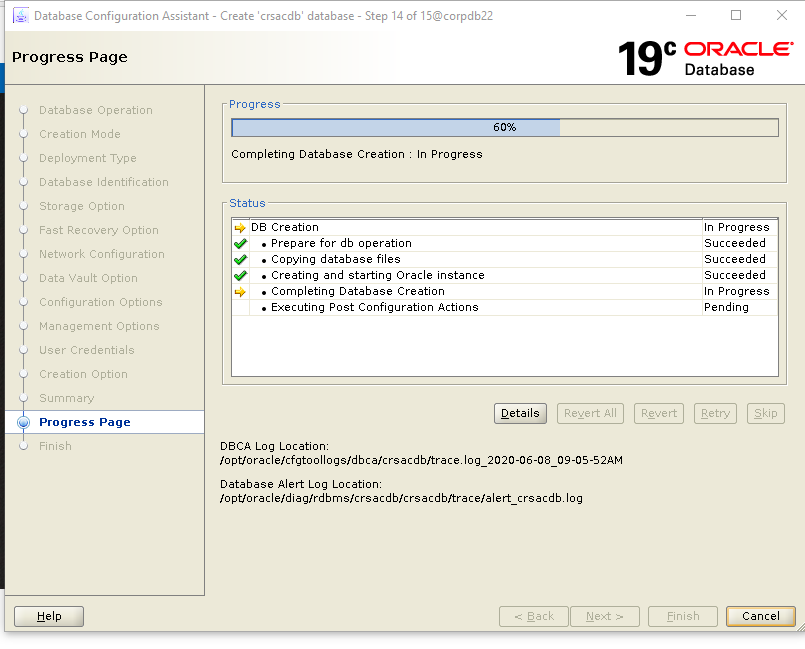 Database Configuration Assistant - Create 'crsacdb' database - Step 14 of 15@corpdb22
Progress Page
19c ORACLE®
Database
Database Operation
Creation Mode
Deployment Type
Database Identification
Storage Option
Fast Recovery Option
Network Configuration
Data Vault Option
Configuration Options
Management Options
User Credentials
Creation Option
Summary
Progress Page
Finish
Progress
60%
Completing Database Creation : In Progress
Status
DB Creation In Progress
Prepare for db operation Succeeded
Copying database files Succeeded
Creating and starting Oracle instance Succeeded
Completing Database Creation In Progress
Executing Post Configuration Actions Pending
Details Revert All Revert Retry Skip
DBCA Log Location:
/opt/oracle/cfgtoollogs/dbca/crsacdb/trace.log_2020-06-08_09-05-52AM
Database Alert Log Location:
/opt/oracle/diag/rdbms/crsacdb/crsacdb/trace/alert_crsacdb.log
Help < Back Next > Finish Cancel